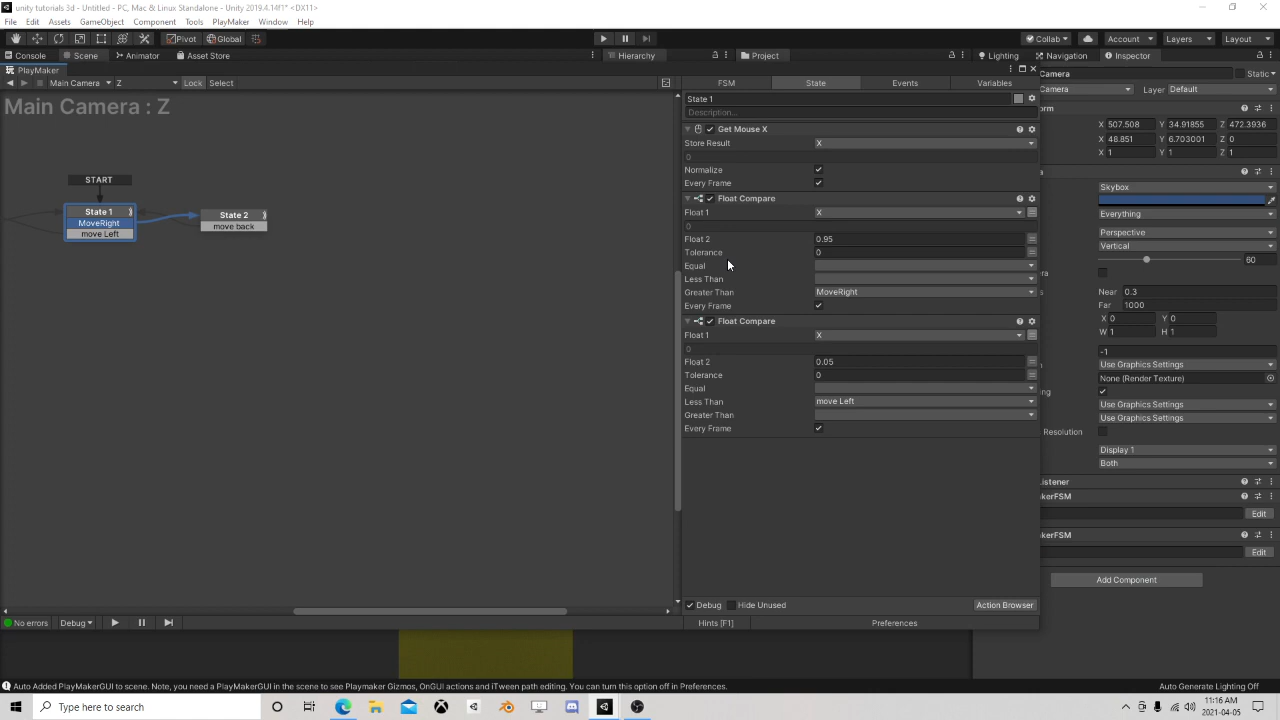 unity tutorials 3d - Untitled - PC, Mac & Linux Standalone - Unity 2019.4.14f1* <DX11>
File Edit Assets GameObject Component Tools PlayMaker Window Help
Pivot Global Collab Account Layers Layout
Console Scene Animator Asset Store Hierarchy Project Lighting Navigation Inspector
PlayMaker
Main Camera Z Lock Select FSM State Events Variables
Main Camera : Z
START
State 1
MoveRight
move Left
State 2
move back
State 1
Description...
Get Mouse X
Store Result X
0
Normalize
Every Frame
Float Compare
Float 1 X
0
Float 2 0.95
Tolerance 0
Equal
Less Than
Greater Than MoveRight
Every Frame
Float Compare
Float 1 X
0
Float 2 0.05
Tolerance 0
Equal
Less Than move Left
Greater Than
Every Frame
Debug Hide Unused Action Browser
No errors Debug Hints [F1] Preferences
Camera Static
Camera Layer Default
orm
X 507.508 Y 34.91855 Z 472.3936
X 48.851 Y 6.703001 Z 0
X 1 Y 1 Z 1
a
Skybox
Everything
Perspective
Vertical
60
era
Near 0.3
Far 1000
X 0 Y 0
W 1 H 1
-1
Use Graphics Settings
None (Render Texture)
ing
Use Graphics Settings
Use Graphics Settings
Resolution
Display 1
Both
Listener
akerFSM
Edit
akerFSM
Edit
Add Component
Auto Added PlayMakerGUI to scene. Note, you need a PlayMakerGUI in the scene to see Playmaker Gizmos, OnGUI actions and iTween path editing. You can turn this option off in Preferences.
Auto Generate Lighting Off
Type here to search
11:16 AM
2021-04-05